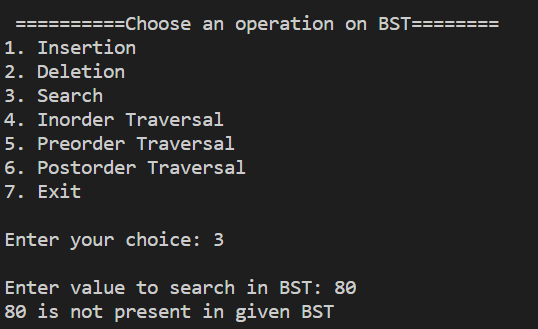 ==========Choose an operation on BST========
1. Insertion
2. Deletion
3. Search
4. Inorder Traversal
5. Preorder Traversal
6. Postorder Traversal
7. Exit
Enter your choice: 3
Enter value to search in BST: 80
80 is not present in given BST